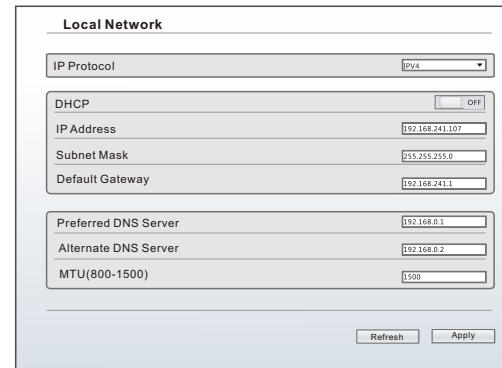 Local Network
IP Protocol IPV4
DHCP OFF
IP Address 192.168.241.107
Subnet Mask 255.255.255.0
Default Gateway 192.168.241.1
Preferred DNS Server 192.168.0.1
Alternate DNS Server 192.168.0.2
MTU(800-1500) 1500
Refresh Apply